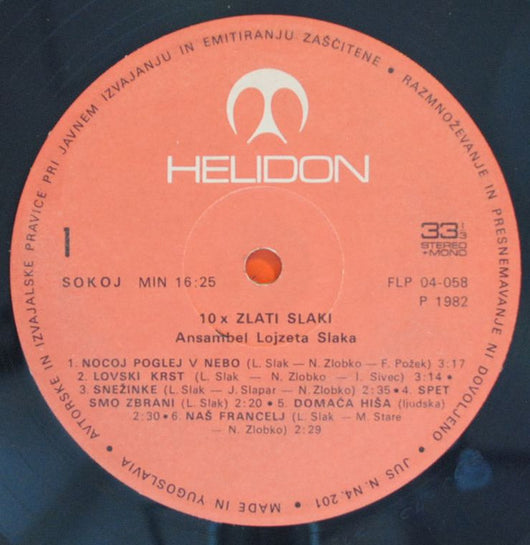 AVTORSKE IN IZVAJALSKE PRAVICE PRI JAVNEM IZVAJANJU IN EMITIRANJU ZAŠČITENE • RAZMNOŽEVANJE IN PRESNEMAVANJE NI DOVOLJENO • JUS N. N4. 201 • MADE IN YUGOSLAVIA •
HELIDON
1
33 1/3
STEREO
+MONO
SOKOJ MIN 16:25
FLP 04-058
P 1982
10 x ZLATI SLAKI
Ansambel Lojzeta Slaka
1. NOCOJ POGLEJ V NEBO (L. Slak — N. Zlobko — F. Požek) 3:17
2. LOVSKI KRST (L. Slak — N. Zlobko — I. Sivec) 3:14 •
3. SNEŽINKE (L. Slak — J. Slapar — N. Zlobko) 2:35 • 4. SPET
SMO ZBRANI (L. Slak) 2:20 • 5. DOMAČA HIŠA (ljudska)
2:30 • 6. NAŠ FRANCELJ (L. Slak — M. Stare
— N. Zlobko) 2:29